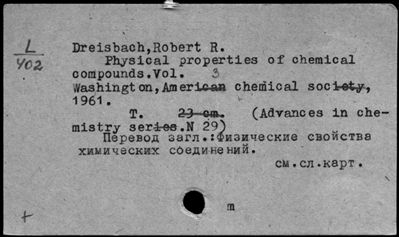 L
402
Dreisbach,Robert R.
Physical properties of chemical
compounds.Vol. 3
Washington,American chemical society,
1961.
T. 23 cm. (Advances in che-
mistry series.N 29)
Перевод загл.:Физические свойства
химических соединений.
см.сл.карт.
+
m